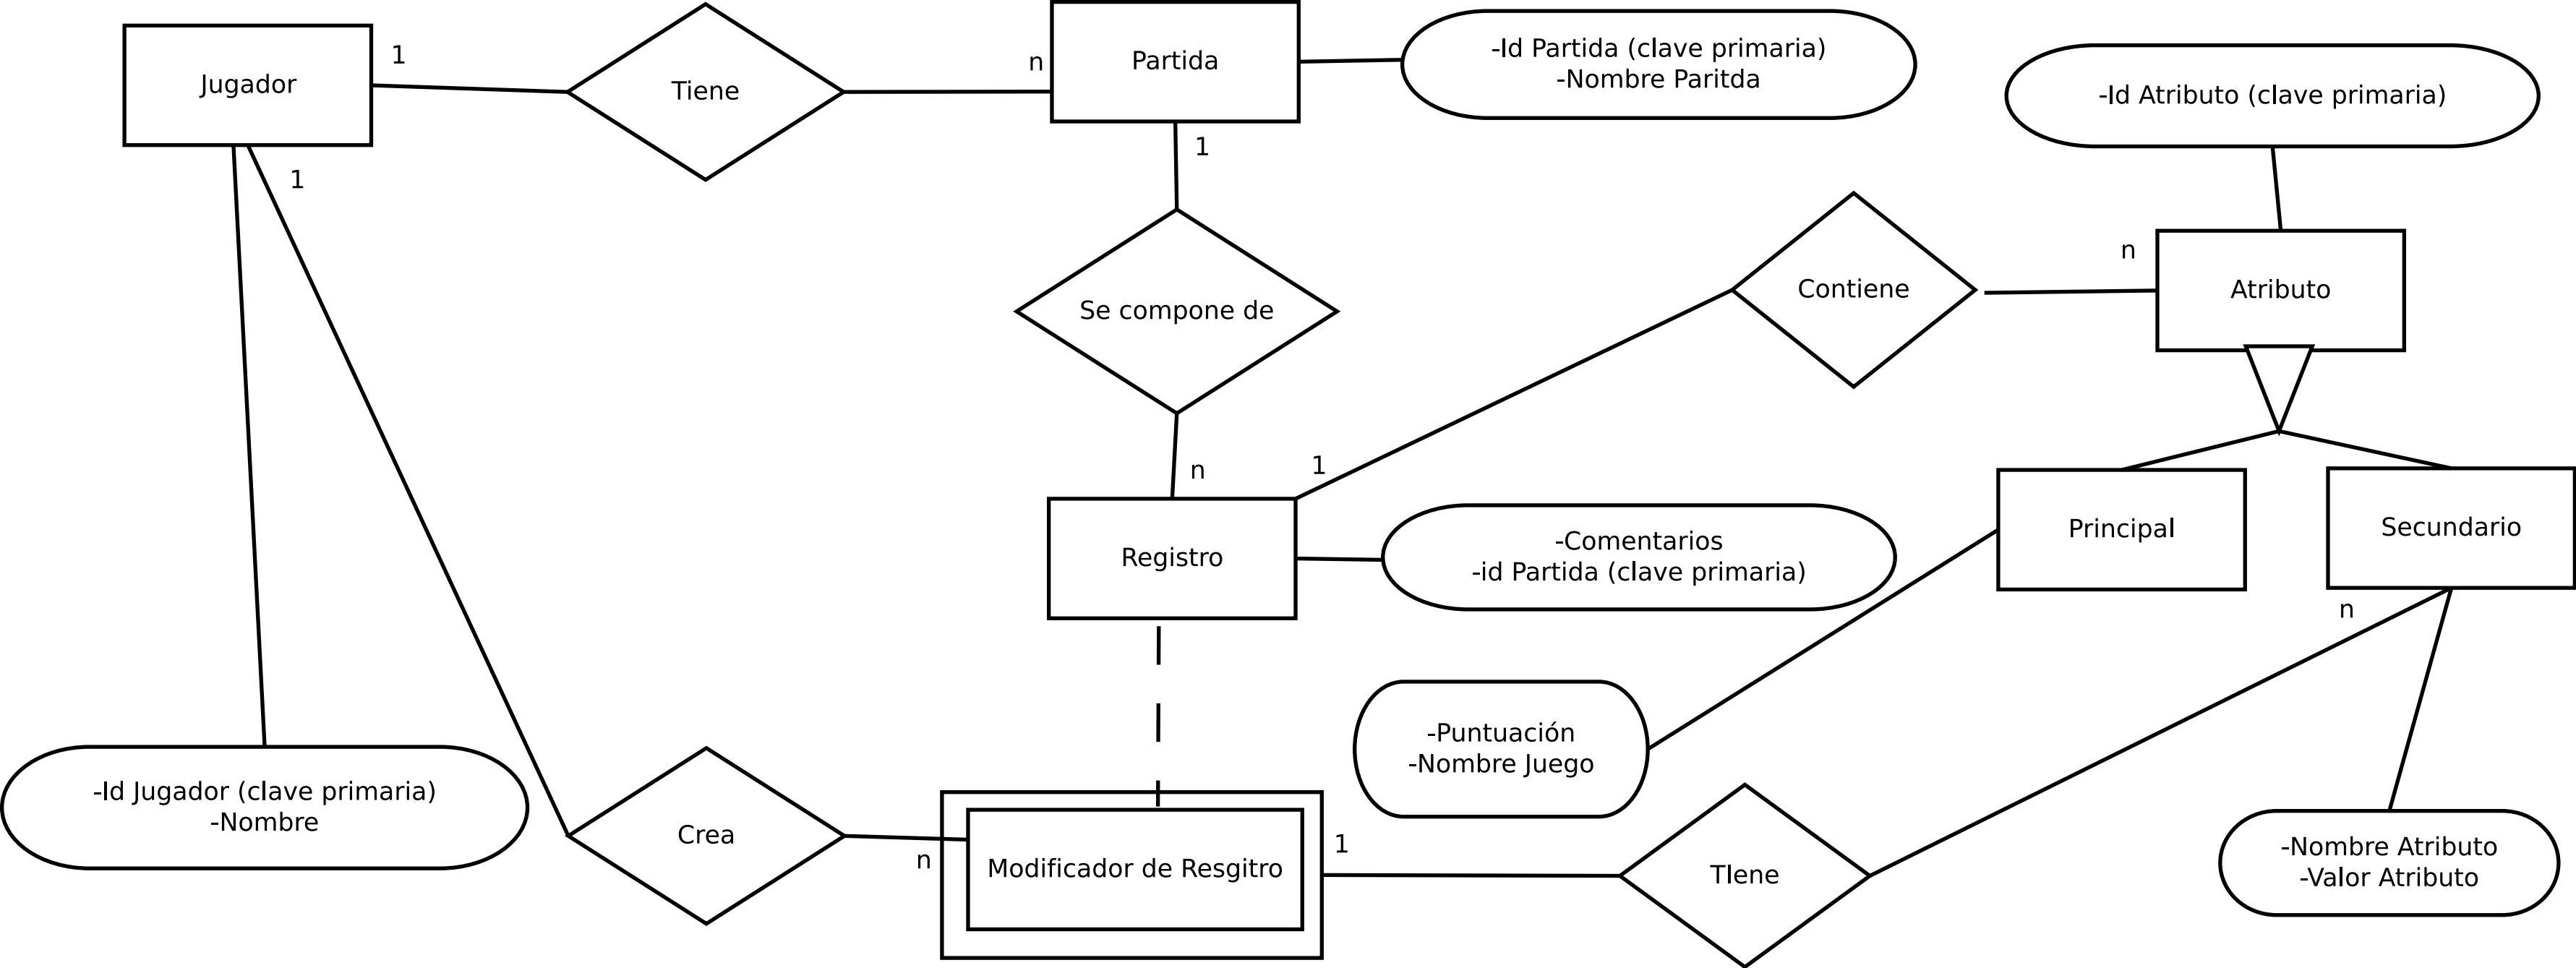 Jugador
1
Tiene
n
Partida
-Id Partida (clave primaria)
-Nombre Paritda
-Id Atributo (clave primaria)
1
1
Se compone de
Contiene
n
Atributo
n
1
Registro
-Comentarios
-id Partida (clave primaria)
Principal
Secundario
n
-Puntuación
-Nombre Juego
-Id Jugador (clave primaria)
-Nombre
Crea
n
Modificador de Resgitro
1
TIene
-Nombre Atributo
-Valor Atributo